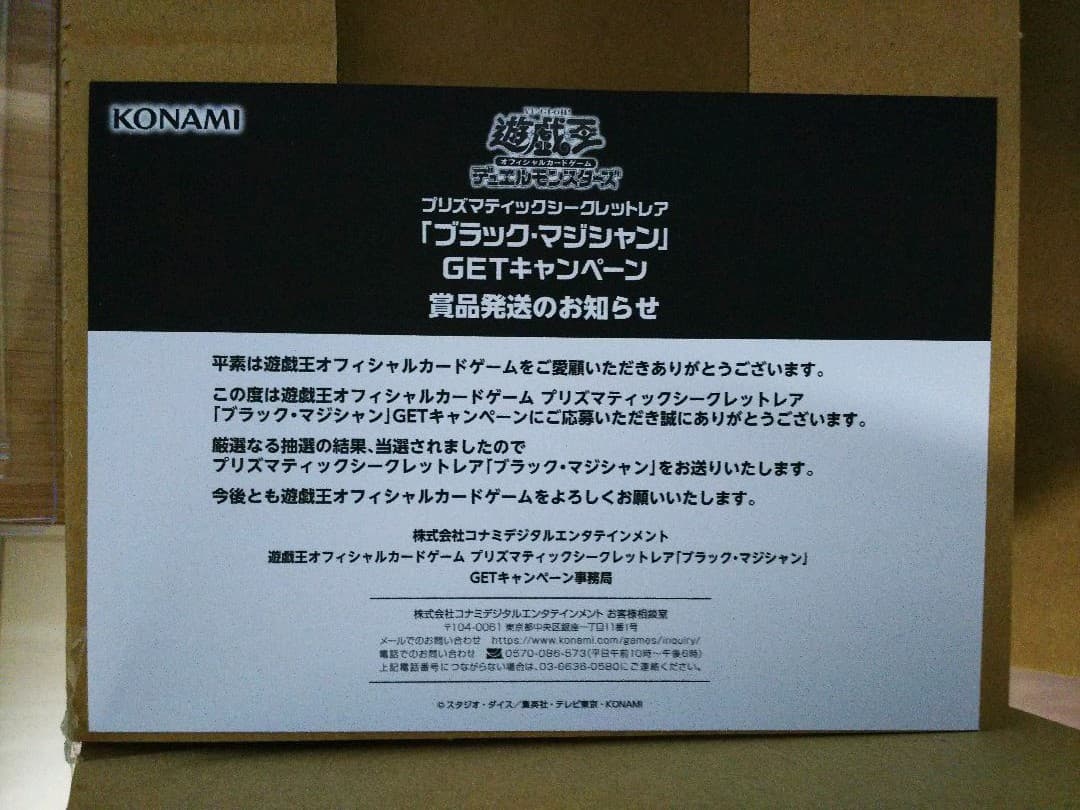 KONAMI
YU-GI-OH!
遊戯王
オフィシャルカードゲーム
デュエルモンスターズ
プリズマティックシークレットレア
「ブラック・マジシャン」
GETキャンペーン
賞品発送のお知らせ
平素は遊戯王オフィシャルカードゲームをご愛顧いただきありがとうございます。
この度は遊戯王オフィシャルカードゲーム プリズマティックシークレットレア
「ブラック・マジシャン」GETキャンペーンにご応募いただき誠にありがとうございます。
厳選なる抽選の結果、当選されましたので
プリズマティックシークレットレア「ブラック・マジシャン」をお送りいたします。
今後とも遊戯王オフィシャルカードゲームをよろしくお願いいたします。
株式会社コナミデジタルエンタテインメント
遊戯王オフィシャルカードゲーム プリズマティックシークレットレア「ブラック・マジシャン」
GETキャンペーン事務局
株式会社コナミデジタルエンタテインメント お客様相談室
〒104-0061 東京都中央区銀座一丁目11番1号
メールでのお問い合わせ https://www.konami.com/games/inquiry/
電話でのお問い合わせ 0570-086-573(平日午前10時～午後6時)
上記電話番号につながらない場合は、03-6636-0580にご連絡ください。
©スタジオ・ダイス／集英社・テレビ東京・KONAMI